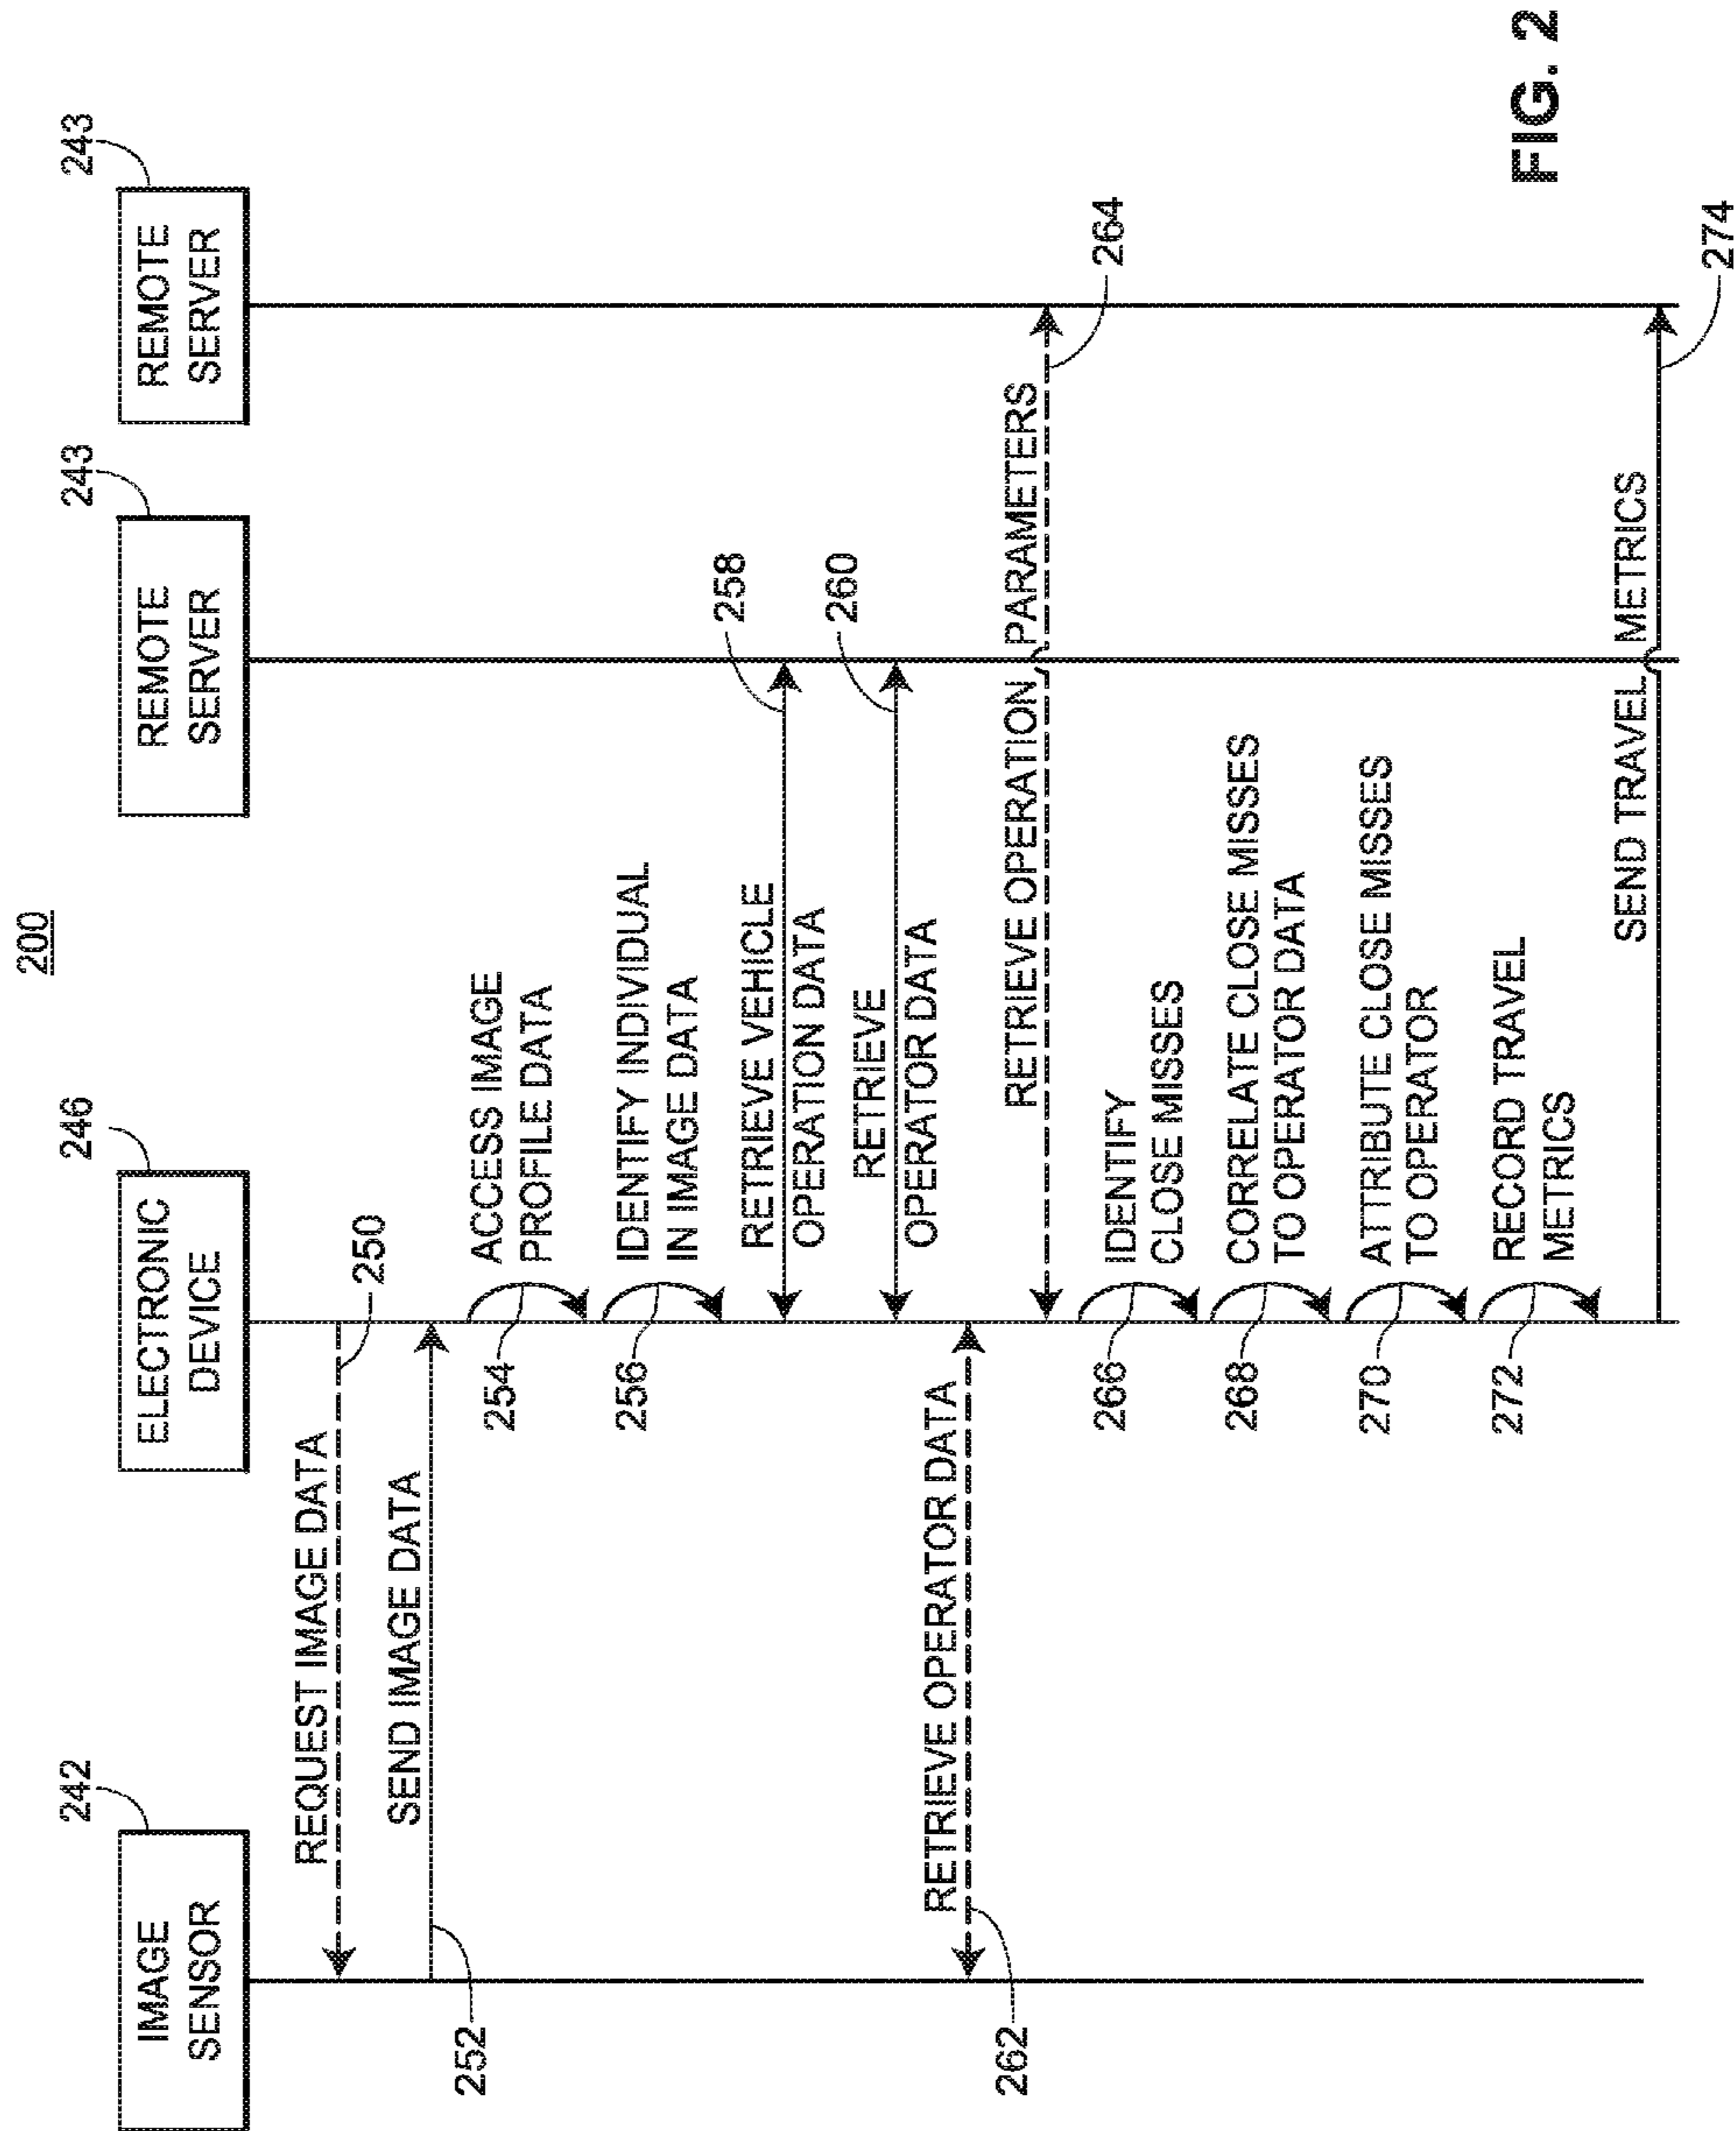 200
242
246
243
243
IMAGE
SENSOR
ELECTRONIC
DEVICE
REMOTE
SERVER
REMOTE
SERVER
REQUEST IMAGE DATA
250
SEND IMAGE DATA
252
254
ACCESS IMAGE
PROFILE DATA
256
IDENTIFY INDIVIDUAL
IN IMAGE DATA
RETRIEVE VEHICLE
OPERATION DATA
258
RETRIEVE
OPERATOR DATA
260
RETRIEVE OPERATOR DATA
262
RETRIEVE OPERATION PARAMETERS
264
266
IDENTIFY
CLOSE MISSES
268
CORRELATE CLOSE MISSES
TO OPERATOR DATA
270
ATTRIBUTE CLOSE MISSES
TO OPERATOR
272
RECORD TRAVEL
METRICS
SEND TRAVEL METRICS
274
FIG. 2